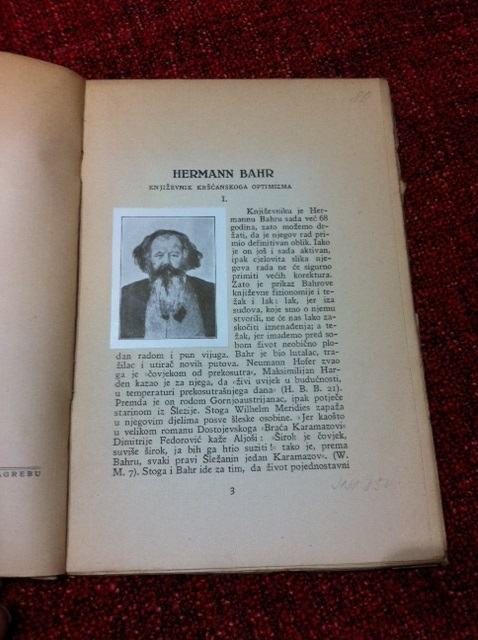 HERMANN BAHR
KNJIŽEVNIK KRŠĆANSKOGA OPTIMIZMA
I.
Književniku je Her-
mannu Bahru sada već 68
godina, zato možemo dr-
žati, da je njegov rad pri-
mio definitivan oblik. Iako
je on još i sada aktivan,
ipak cjelovita slika nje-
gova rada ne će sigurno
primiti većih korektura.
Zato je prikaz Bahrove
književne fizionomije i te-
žak i lak: lak, jer iza
sudova, koje smo o njemu
stvorili, ne će nas lako za-
skočiti iznenađenja; a te-
žak, jer imademo pred so-
bom život neobično plo-
dan radom i pun vijuga. Bahr je bio lutalac, tra-
žilac i utirač novih putova. Neumann Hofer zvao
ga je »čovjekom od prekosutra«, Maksimilijan Har-
den kazao je za njega, da »živi uvijek u budućnosti,
u temperaturi prekosutrašnjega dana« (H. B. B. 21).
Premda je on rodom Gornjoaustrijanac, ipak potječe
starinom iz Šlezije. Stoga Wilhelm Meridies zapaža
u njegovim djelima posve šleske osobine. »Jer kaošto
u velikom romanu Dostojevskoga »Braća Karamazovi«
Dimitrije Fedorović kaže Aljoši: »Širok je čovjek,
suviše širok, ja bih ga htio suziti!« tako je, prema
Bahru, svaki pravi Šležanin jedan Karamazov«. (W.
M. 7). Stoga i Bahr ide za tim, da život pojednostavni
3
AGREBU